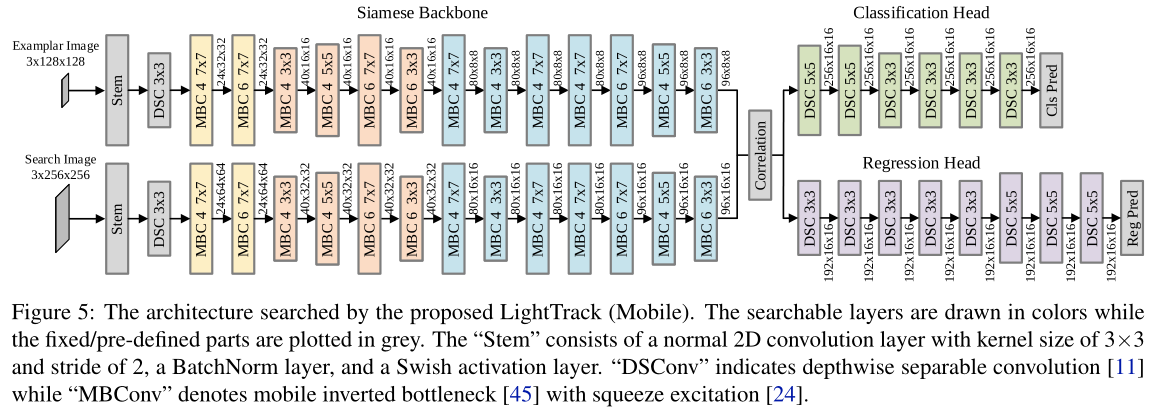 Siamese Backbone
Classification Head
Examplar Image
3x128x128
Stem
DSC 3x3
MBC 4 7x7
24x32x32
MBC 6 7x7
24x32x32
MBC 4 3x3
40x16x16
MBC 4 5x5
40x16x16
MBC 6 7x7
40x16x16
MBC 6 3x3
40x16x16
MBC 4 7x7
80x8x8
MBC 4 3x3
80x8x8
MBC 4 7x7
80x8x8
MBC 4 7x7
80x8x8
MBC 6 7x7
96x8x8
MBC 4 5x5
96x8x8
MBC 6 3x3
96x8x8
Search Image
3x256x256
Stem
DSC 3x3
MBC 4 7x7
24x64x64
MBC 6 7x7
24x64x64
MBC 4 3x3
40x32x32
MBC 4 5x5
40x32x32
MBC 6 7x7
40x32x32
MBC 6 3x3
40x32x32
MBC 4 7x7
80x16x16
MBC 4 3x3
80x16x16
MBC 4 7x7
80x16x16
MBC 4 7x7
80x16x16
MBC 6 7x7
96x16x16
MBC 4 5x5
96x16x16
MBC 6 3x3
96x16x16
Correlation
DSC 5x5
256x16x16
DSC 5x5
256x16x16
DSC 3x3
256x16x16
DSC 3x3
256x16x16
DSC 3x3
256x16x16
DSC 3x3
256x16x16
Cls Pred
Regression Head
DSC 3x3
192x16x16
DSC 3x3
192x16x16
DSC 3x3
192x16x16
DSC 3x3
192x16x16
DSC 3x3
192x16x16
DSC 5x5
192x16x16
DSC 5x5
192x16x16
DSC 5x5
192x16x16
Reg Pred
Figure 5: The architecture searched by the proposed LightTrack (Mobile). The searchable layers are drawn in colors while
the fixed/pre-defined parts are plotted in grey. The “Stem” consists of a normal 2D convolution layer with kernel size of 3×3
and stride of 2, a BatchNorm layer, and a Swish activation layer. “DSConv” indicates depthwise separable convolution [11]
while “MBConv” denotes mobile inverted bottleneck [45] with squeeze excitation [24].